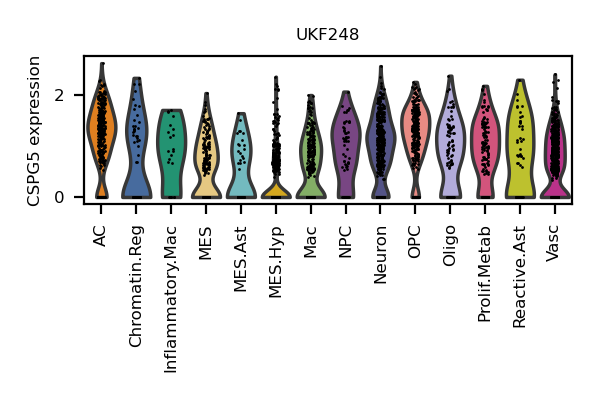 UKF248
CSPG5 expression
2
0
AC
Chromatin.Reg
Inflammatory.Mac
MES
MES.Ast
MES.Hyp
Mac
NPC
Neuron
OPC
Oligo
Prolif.Metab
Reactive.Ast
Vasc